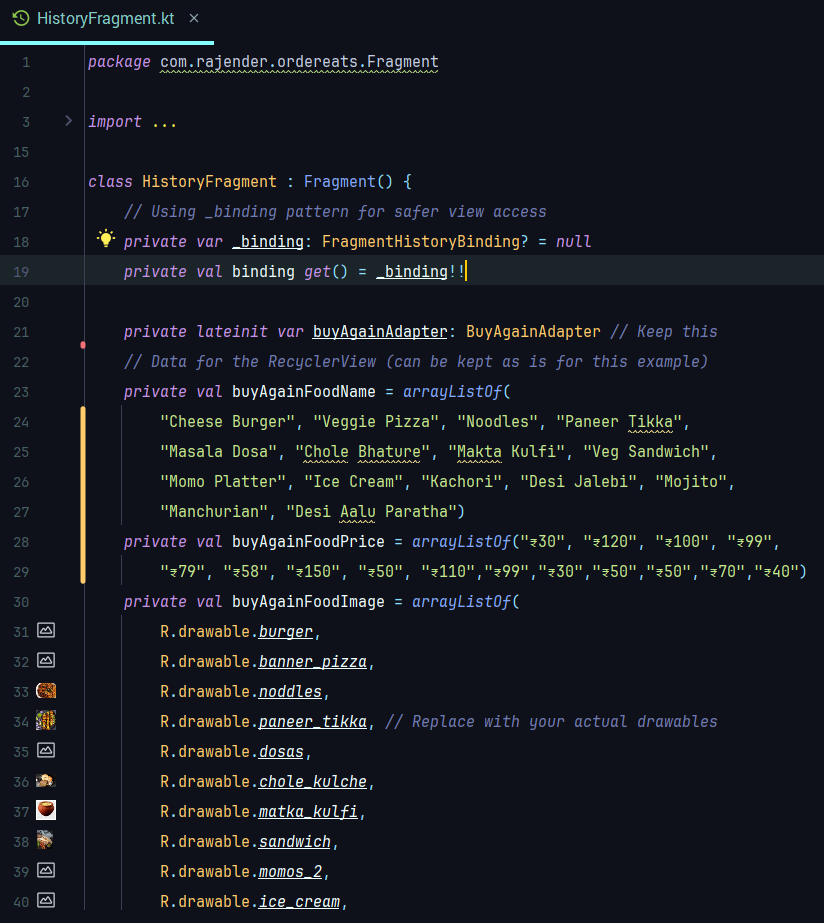 HistoryFragment.kt ×
1 package com.rajender.ordereats.Fragment
2
3 import ...
15
16 class HistoryFragment : Fragment() {
17 // Using _binding pattern for safer view access
18 private var _binding: FragmentHistoryBinding? = null
19 private val binding get() = _binding!!
20
21 private lateinit var buyAgainAdapter: BuyAgainAdapter // Keep this
22 // Data for the RecyclerView (can be kept as is for this example)
23 private val buyAgainFoodName = arrayListOf(
24 "Cheese Burger", "Veggie Pizza", "Noodles", "Paneer Tikka",
25 "Masala Dosa", "Chole Bhature", "Makta Kulfi", "Veg Sandwich",
26 "Momo Platter", "Ice Cream", "Kachori", "Desi Jalebi", "Mojito",
27 "Manchurian", "Desi Aalu Paratha")
28 private val buyAgainFoodPrice = arrayListOf("₹30", "₹120", "₹100", "₹99",
29 "₹79", "₹58", "₹150", "₹50", "₹110","₹99","₹30","₹50","₹50","₹70","₹40")
30 private val buyAgainFoodImage = arrayListOf(
31 R.drawable.burger,
32 R.drawable.banner_pizza,
33 R.drawable.noddles,
34 R.drawable.paneer_tikka, // Replace with your actual drawables
35 R.drawable.dosas,
36 R.drawable.chole_kulche,
37 R.drawable.matka_kulfi,
38 R.drawable.sandwich,
39 R.drawable.momos_2,
40 R.drawable.ice_cream,